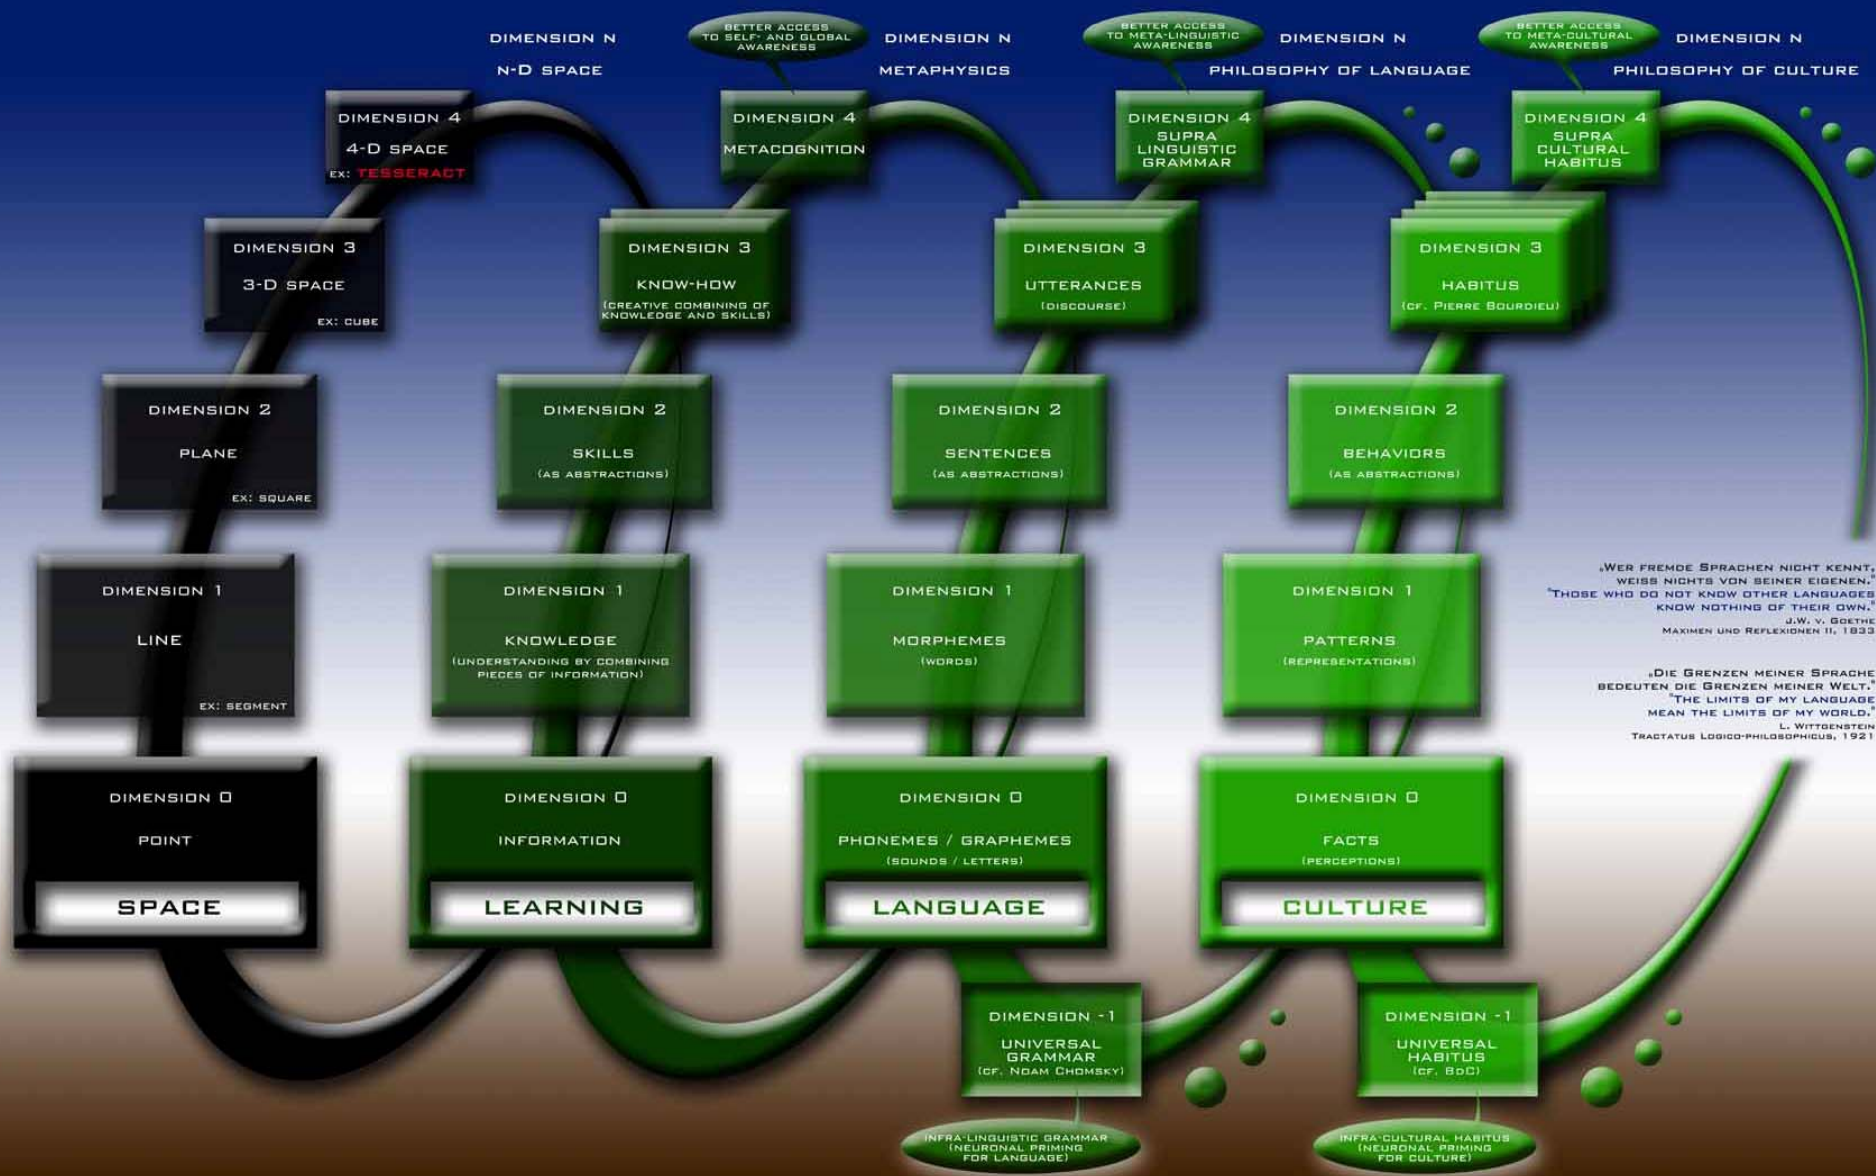 DIMENSION N
N-D SPACE
DIMENSION 4
4-D SPACE
EX: TESSERACT
DIMENSION 3
3-D SPACE
EX: CUBE
DIMENSION 2
PLANE
EX: SQUARE
DIMENSION 1
LINE
EX: SEGMENT
DIMENSION 0
POINT
SPACE
BETTER ACCESS
TO SELF- AND GLOBAL
AWARENESS
DIMENSION N
METAPHYSICS
DIMENSION 4
METACOGNITION
DIMENSION 3
KNOW-HOW
(CREATIVE COMBINING OF
KNOWLEDGE AND SKILLS)
DIMENSION 2
SKILLS
(AS ABSTRACTIONS)
DIMENSION 1
KNOWLEDGE
(UNDERSTANDING BY COMBINING
PIECES OF INFORMATION)
DIMENSION 0
INFORMATION
LEARNING
BETTER ACCESS
TO META-LINGUISTIC
AWARENESS
DIMENSION N
PHILOSOPHY OF LANGUAGE
DIMENSION 4
SUPRA
LINGUISTIC
GRAMMAR
DIMENSION 3
UTTERANCES
(DISCOURSE)
DIMENSION 2
SENTENCES
(AS ABSTRACTIONS)
DIMENSION 1
MORPHEMES
(WORDS)
DIMENSION 0
PHONEMES / GRAPHEMES
(SOUNDS / LETTERS)
LANGUAGE
DIMENSION -1
UNIVERSAL
GRAMMAR
(CF. NOAM CHOMSKY)
INFRA-LINGUISTIC GRAMMAR
(NEURONAL PRIMING
FOR LANGUAGE)
BETTER ACCESS
TO META-CULTURAL
AWARENESS
DIMENSION N
PHILOSOPHY OF CULTURE
DIMENSION 4
SUPRA
CULTURAL
HABITUS
DIMENSION 3
HABITUS
(CF. PIERRE BOURDIEU)
DIMENSION 2
BEHAVIORS
(AS ABSTRACTIONS)
DIMENSION 1
PATTERNS
(REPRESENTATIONS)
DIMENSION 0
FACTS
(PERCEPTIONS)
CULTURE
DIMENSION -1
UNIVERSAL
HABITUS
(CF. BDC)
INFRA-CULTURAL HABITUS
(NEURONAL PRIMING
FOR CULTURE)
„WER FREMDE SPRACHEN NICHT KENNT,
WEISS NICHTS VON SEINER EIGENEN."
"THOSE WHO DO NOT KNOW OTHER LANGUAGES
KNOW NOTHING OF THEIR OWN."
J.W. V. GOETHE
MAXIMEN UND REFLEXIONEN II, 1833
„DIE GRENZEN MEINER SPRACHE
BEDEUTEN DIE GRENZEN MEINER WELT."
"THE LIMITS OF MY LANGUAGE
MEAN THE LIMITS OF MY WORLD."
L. WITTGENSTEIN
TRACTATUS LOGICO-PHILOSOPHICUS, 1921